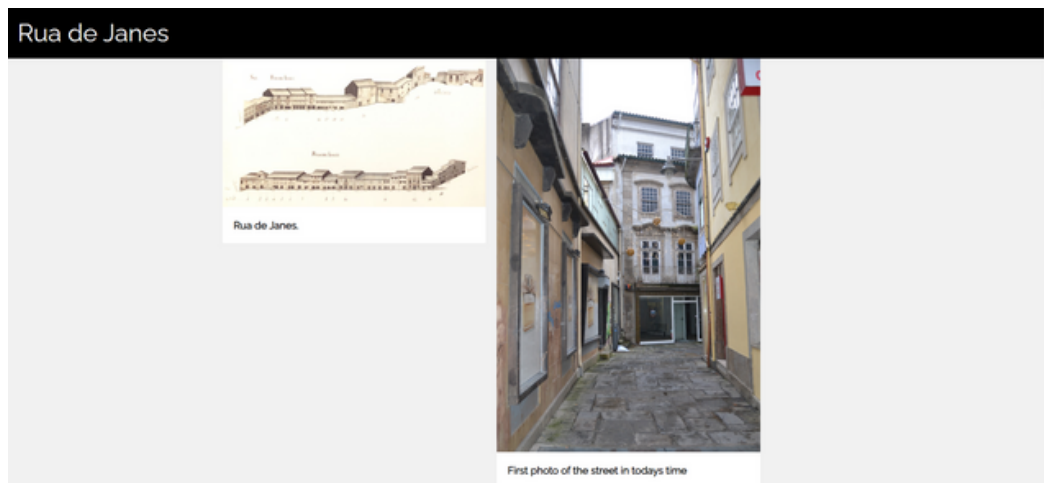 Rua de Janes
Rua de Janes.
First photo of the street in todays time